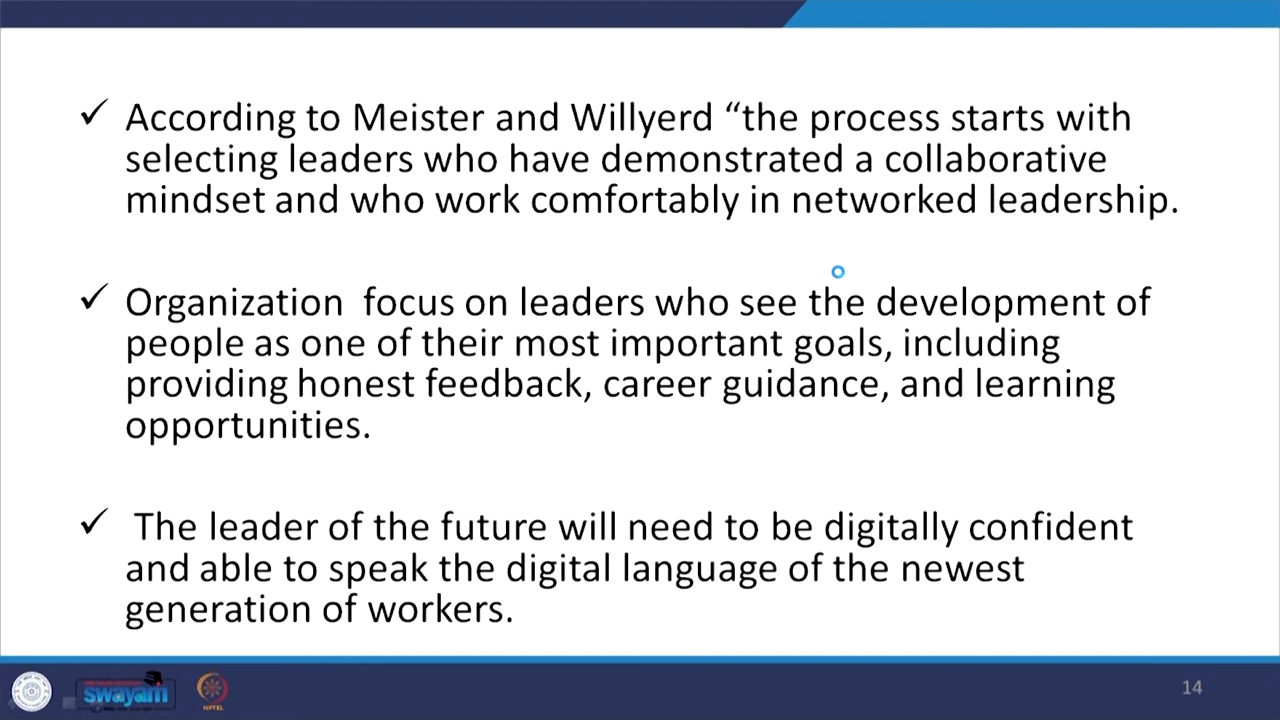 ✓ According to Meister and Willyerd “the process starts with
selecting leaders who have demonstrated a collaborative
mindset and who work comfortably in networked leadership.
✓ Organization  focus on leaders who see the development of
people as one of their most important goals, including
providing honest feedback, career guidance, and learning
opportunities.
✓ The leader of the future will need to be digitally confident
and able to speak the digital language of the newest
generation of workers.
swayam
NPTEL
14